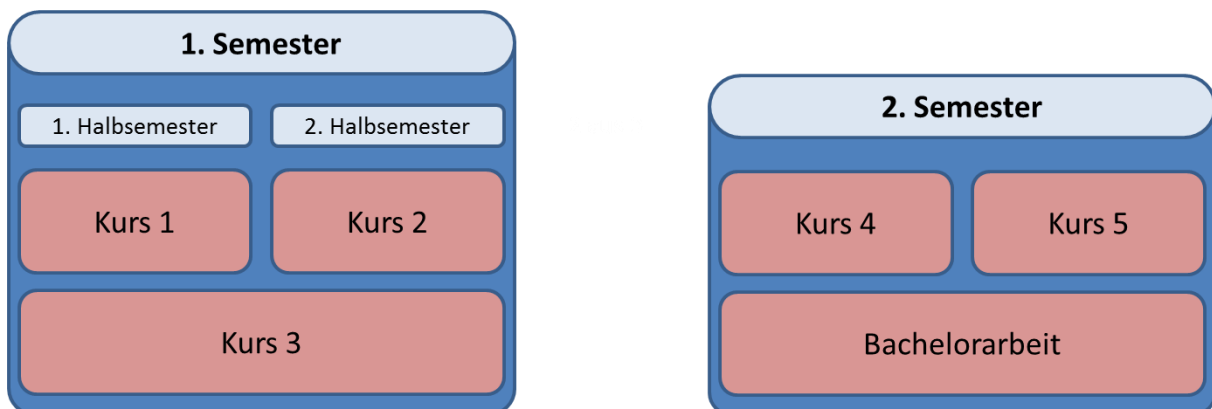 1. Semester
1. Halbsemester
2. Halbsemester
Kurs 1
Kurs 2
Kurs 3
2. Semester
Kurs 4
Kurs 5
Bachelorarbeit